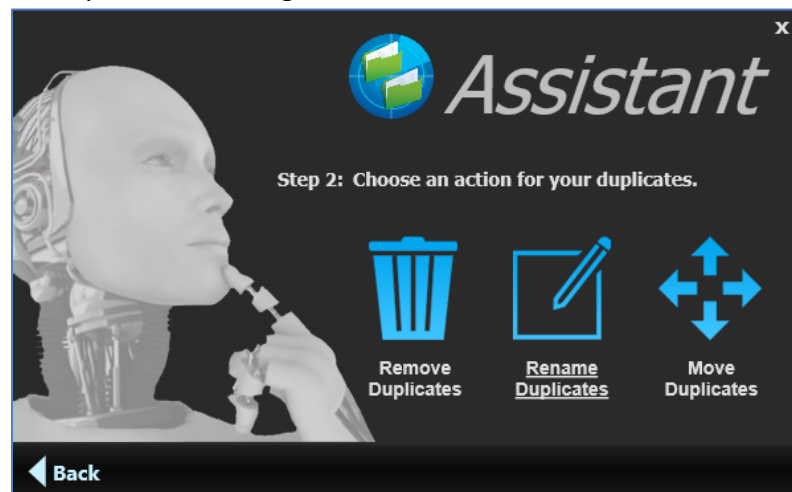 x
Assistant
Step 2: Choose an action for your duplicates.
Remove
Duplicates
Rename
Duplicates
Move
Duplicates
Back